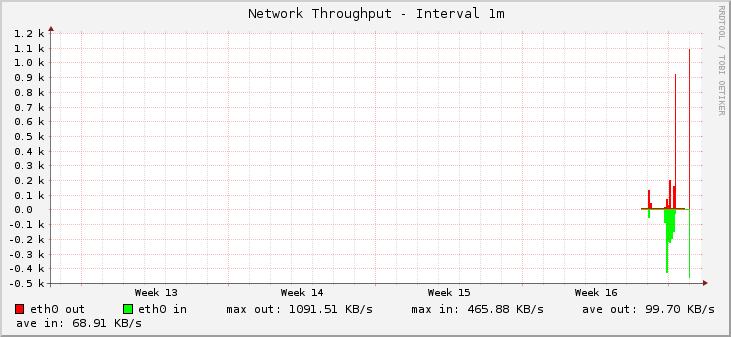 Network Throughput - Interval 1m
RRDTOOL / TOBI OETIKER
1.2 k
1.1 k
1.0 k
0.9 k
0.8 k
0.7 k
0.6 k
0.5 k
0.4 k
0.3 k
0.2 k
0.1 k
0.0
-0.1 k
-0.2 k
-0.3 k
-0.4 k
-0.5 k
Week 13 Week 14 Week 15 Week 16
eth0 out eth0 in max out: 1091.51 KB/s max in: 465.88 KB/s ave out: 99.70 KB/s
ave in: 68.91 KB/s